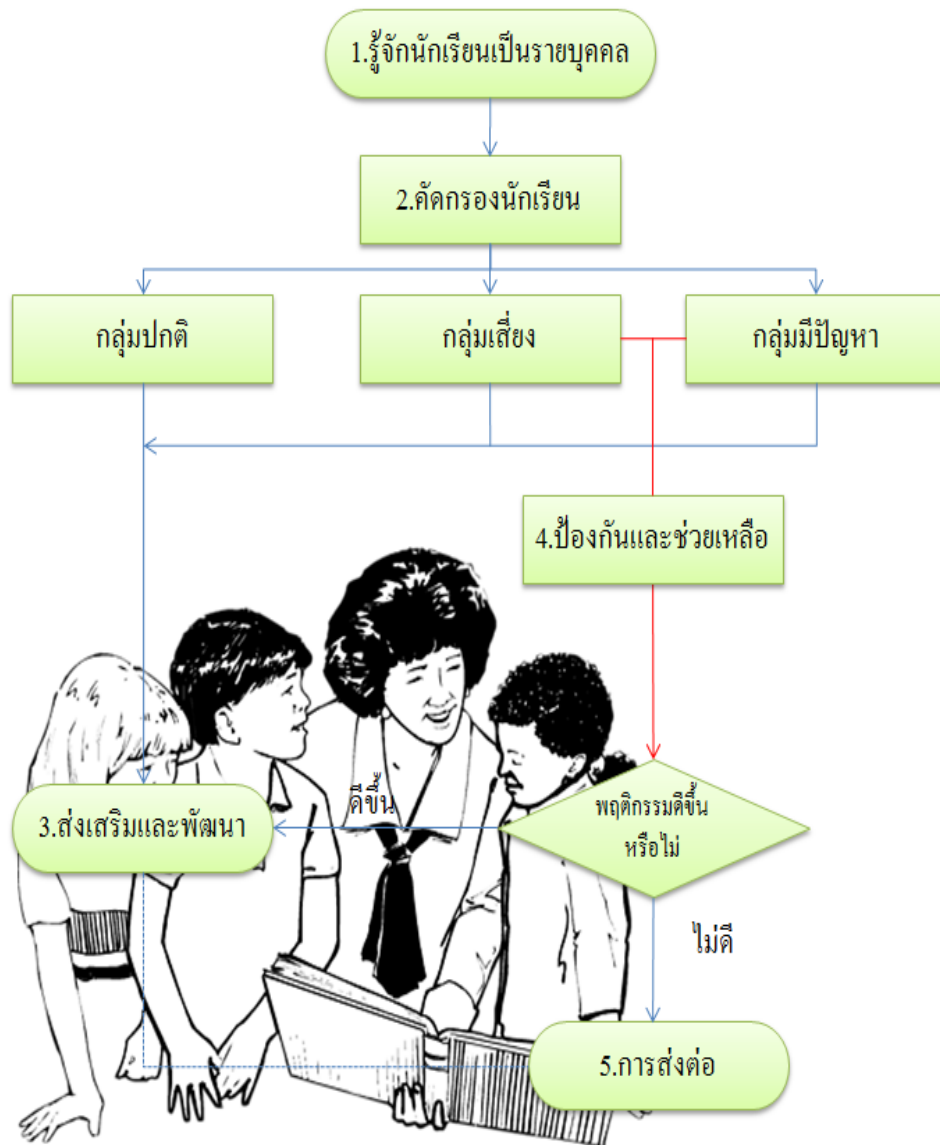 1.รู้จักนักเรียนเป็นรายบุคคล
2.คัดกรองนักเรียน
กลุ่มปกติ
กลุ่มเสี่ยง
กลุ่มมีปัญหา
4.ป้องกันและช่วยเหลือ
ดีขึ้น
3.ส่งเสริมและพัฒนา
พฤติกรรมดีขึ้น
หรือไม่
ไม่ดี
5.การส่งต่อ